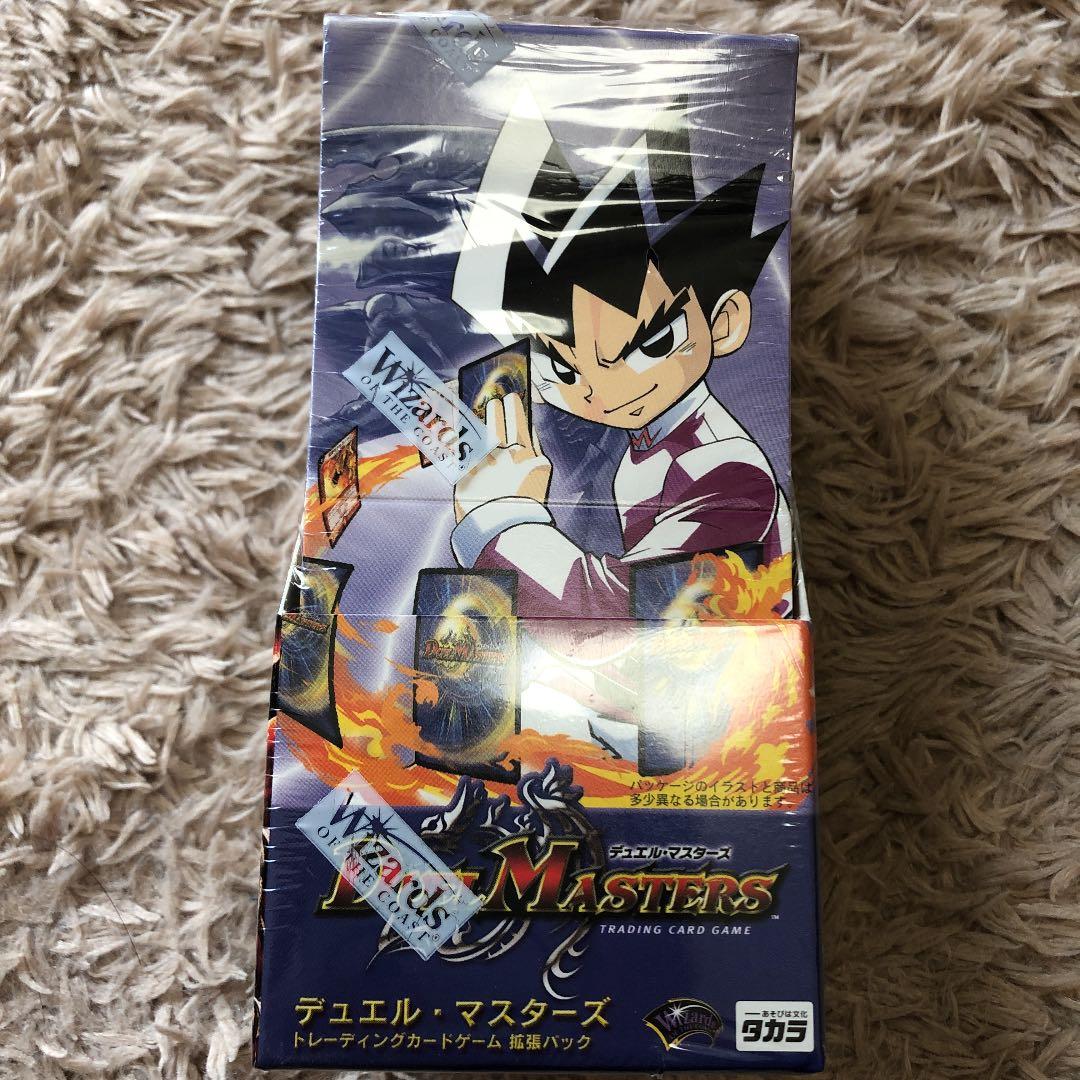 Wizards
OF THE COAST®
DUEL MASTERS
パッケージのイラストと商品は
多少異なる場合があります。
デュエル・マスターズ
DUEL MASTERS™
TRADING CARD GAME
Wizards
OF THE COAST®
デュエル・マスターズ
トレーディングカードゲーム 拡張パック
Wizards
あそびは文化
タカラ